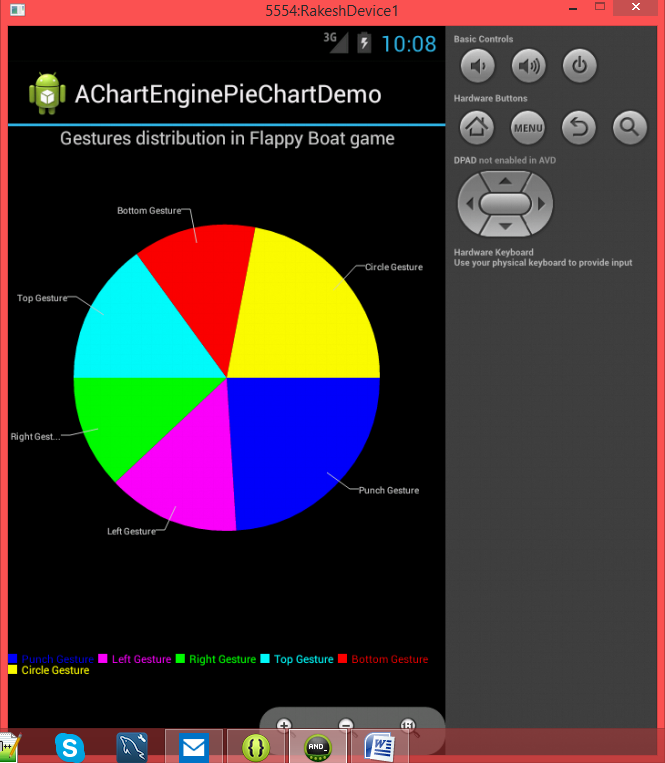 5554:RakeshDevice1
3G 10:08
AChartEnginePieChartDemo
Gestures distribution in Flappy Boat game
Bottom Gesture
Circle Gesture
Top Gesture
Right Gest...
Punch Gesture
Left Gesture
Punch Gesture Left Gesture Right Gesture Top Gesture Bottom Gesture
Circle Gesture
Basic Controls
Hardware Buttons
MENU
DPAD not enabled in AVD
Hardware Keyboard
Use your physical keyboard to provide input
AND_